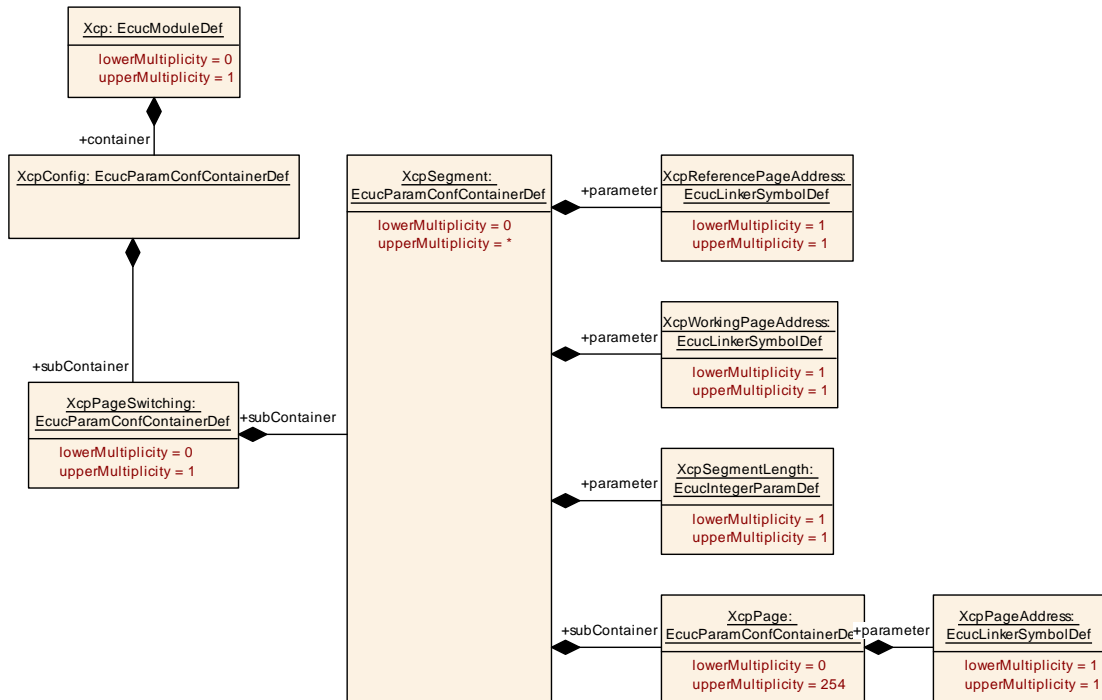 Xcp: EcucModuleDef
lowerMultiplicity = 0
upperMultiplicity = 1
+container
XcpConfig: EcucParamConfContainerDef
+subContainer
XcpPageSwitching:
EcucParamConfContainerDef
lowerMultiplicity = 0
upperMultiplicity = 1
+subContainer
XcpSegment:
EcucParamConfContainerDef
lowerMultiplicity = 0
upperMultiplicity = *
+parameter
XcpReferencePageAddress:
EcucLinkerSymbolDef
lowerMultiplicity = 1
upperMultiplicity = 1
+parameter
XcpWorkingPageAddress:
EcucLinkerSymbolDef
lowerMultiplicity = 1
upperMultiplicity = 1
+parameter
XcpSegmentLength:
EcucIntegerParamDef
lowerMultiplicity = 1
upperMultiplicity = 1
+subContainer
XcpPage:
EcucParamConfContainerDe
lowerMultiplicity = 0
upperMultiplicity = 254
+parameter
XcpPageAddress:
EcucLinkerSymbolDef
lowerMultiplicity = 1
upperMultiplicity = 1